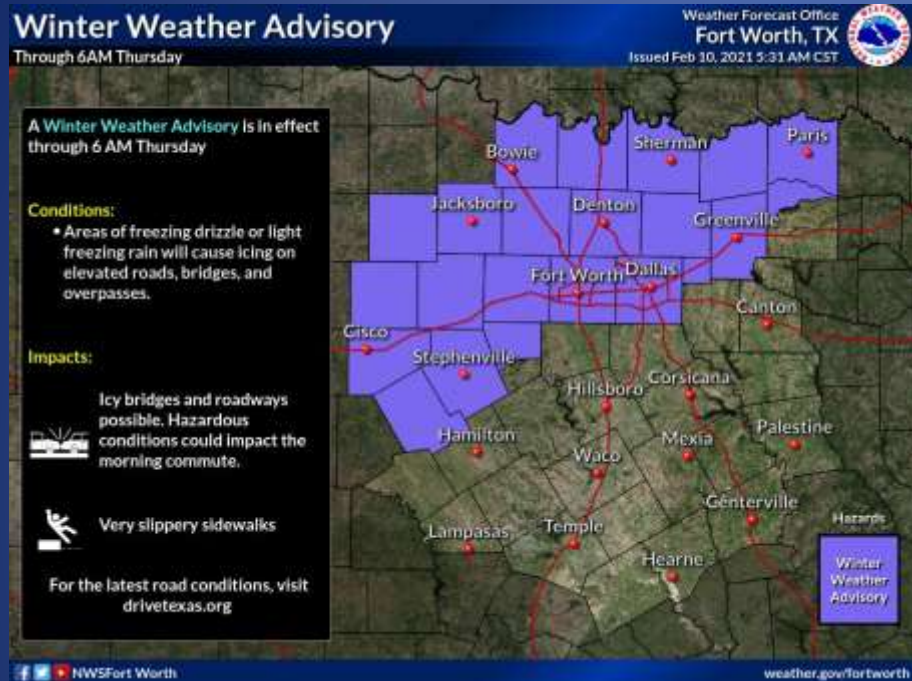 Winter Weather Advisory
Through 6AM Thursday
Weather Forecast Office
Fort Worth, TX
Issued Feb 10, 2021 5:31 AM CST
A Winter Weather Advisory is in effect
through 6 AM Thursday
Conditions:
• Areas of freezing drizzle or light
freezing rain will cause icing on
elevated roads, bridges, and
overpasses.
Impacts:
Icy bridges and roadways
possible. Hazardous
conditions could impact the
morning commute.
Very slippery sidewalks
For the latest road conditions, visit
drivetexas.org
Bowie
Sherman
Paris
Jacksboro
Denton
Greenville
Fort Worth
Dallas
Canton
Cisco
Stephenville
Hillsboro
Corsicana
Hamilton
Mexia
Palestine
Waco
Centerville
Lampasas
Temple
Hearne
Hazards
Winter
Weather
Advisory
NWSFort Worth
weather.gov/fortworth